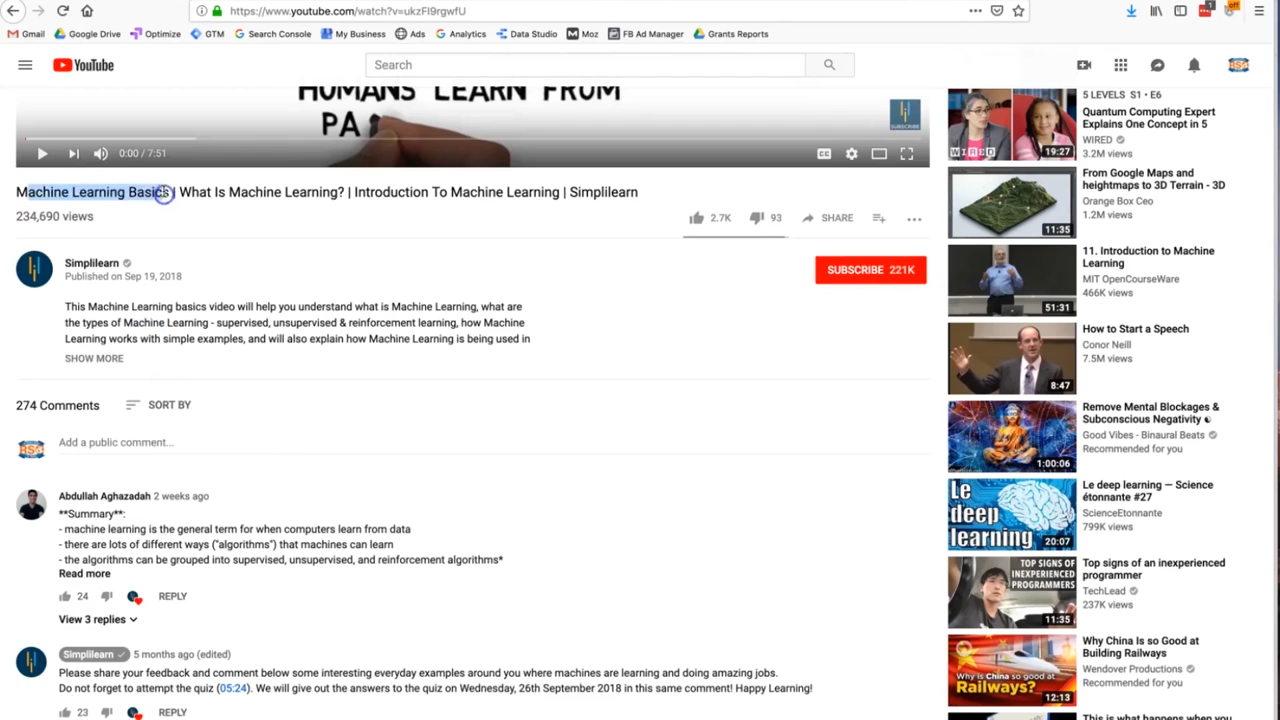 https://www.youtube.com/watch?v=ukzFI9rgwfU
1
off
Gmail
Google Drive
Optimize
GTM
Search Console
My Business
Ads
Analytics
Data Studio
Moz
FB Ad Manager
Grants Reports
YouTube
Search
HUMANS LEARN FROM
PA
SUBSCRIBE
0:00 / 7:51
CC
Machine Learning Basics | What Is Machine Learning? | Introduction To Machine Learning | Simplilearn
234,690 views
2.7K
93
SHARE
Simplilearn
Published on Sep 19, 2018
SUBSCRIBE 221K
This Machine Learning basics video will help you understand what is Machine Learning, what are
the types of Machine Learning - supervised, unsupervised & reinforcement learning, how Machine
Learning works with simple examples, and will also explain how Machine Learning is being used in
SHOW MORE
274 Comments
SORT BY
Add a public comment...
Abdullah Aghazadah 2 weeks ago
**Summary**:
- machine learning is the general term for when computers learn from data
- there are lots of different ways ("algorithms") that machines can learn
- the algorithms can be grouped into supervised, unsupervised, and reinforcement algorithms*
Read more
24
REPLY
View 3 replies
Simplilearn 5 months ago (edited)
Please share your feedback and comment below some interesting everyday examples around you where machines are learning and doing amazing jobs.
Do not forget to attempt the quiz (05:24). We will give out the answers to the quiz on Wednesday, 26th September 2018 in this same comment! Happy Learning!
23
REPLY
5 LEVELS S1 • E6
Quantum Computing Expert
Explains One Concept in 5
WIRED
3.2M views
WIRED
19:27
From Google Maps and
heightmaps to 3D Terrain - 3D
Orange Box Ceo
1.2M views
11:35
11. Introduction to Machine
Learning
MIT OpenCourseWare
466K views
51:31
How to Start a Speech
Conor Neill
7.5M views
8:47
Remove Mental Blockages &
Subconscious Negativity
Good Vibes - Binaural Beats
Recommended for you
1:00:06
Le deep learning — Science
étonnante #27
ScienceEtonnante
799K views
Le
deep
learning
20:07
Top signs of an inexperienced
programmer
TechLead
237K views
TOP SIGNS OF
INEXPERIENCED
PROGRAMMERS
11:35
Why China Is so Good at
Building Railways
Wendover Productions
Recommended for you
Why is China so good at
Railways?
12:13
This is what happens when you